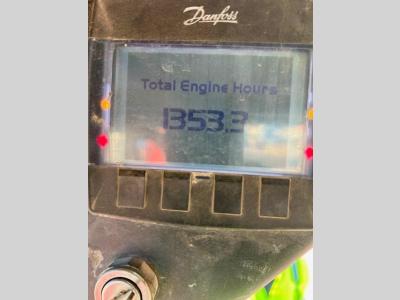 Danfoss
Total Engine Hours
1353.3